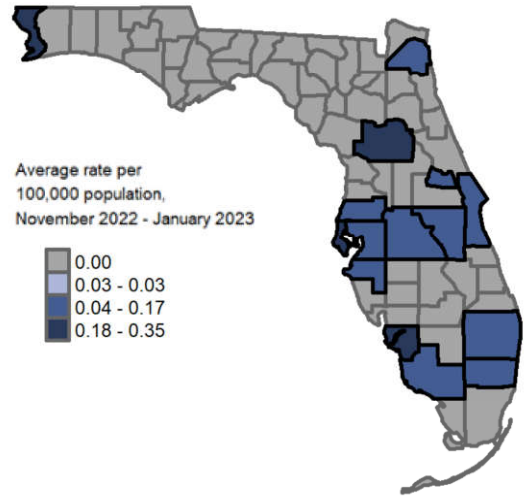 Average rate per
100,000 population,
November 2022 - January 2023
0.00
0.03 - 0.03
0.04 - 0.17
0.18 - 0.35